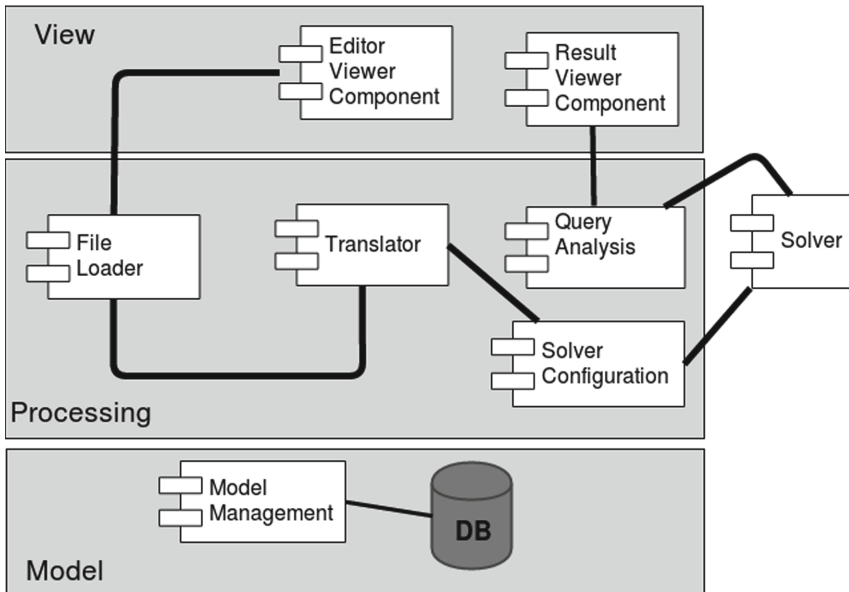 View
Editor
Viewer
Component
Result
Viewer
Component
File
Loader
Translator
Query
Analysis
Solver
Solver
Configuration
Processing
Model
Management
DB
Model